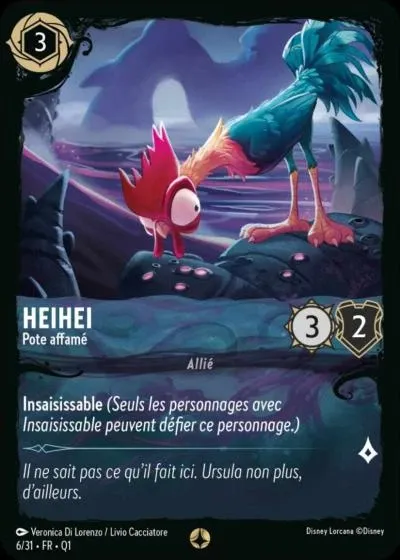 3
HEIHEI
Pote affamé
3
2
Allié
Insaisissable (Seuls les personnages avec
Insaisissable peuvent défier ce personnage.)
Il ne sait pas ce qu'il fait ici. Ursula non plus,
d'ailleurs.
Veronica Di Lorenzo / Livio Cacciatore
6/31 • FR • Q1
Disney Lorcana ©Disney